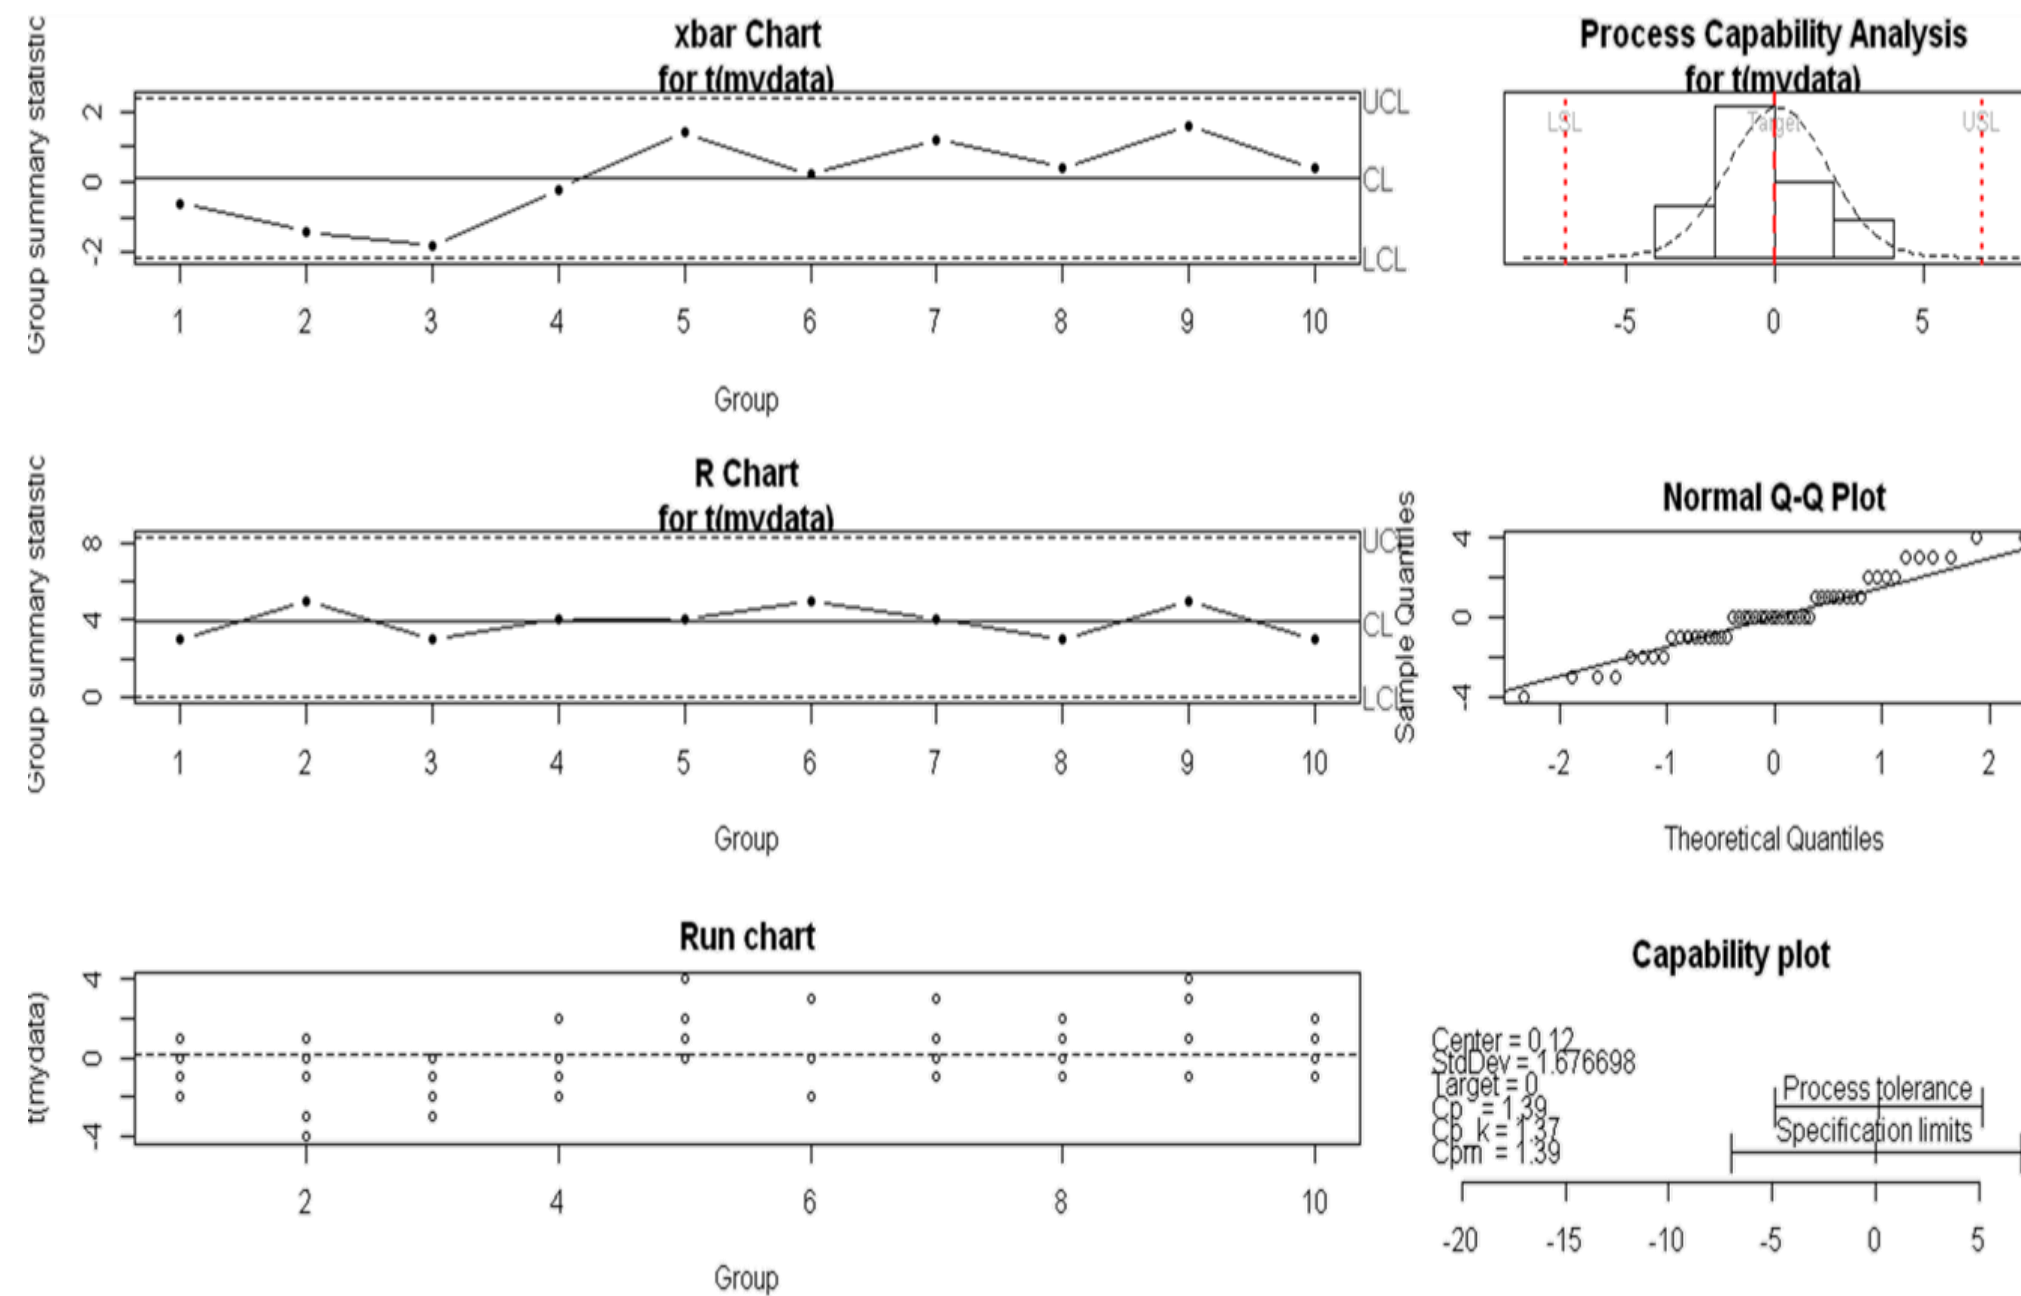 xbar Chart
for t(mydata)
Group summary statistic
2
0
-2
UCL
CL
LCL
1 2 3 4 5 6 7 8 9 10
Group
Process Capability Analysis
for t(mydata)
LSL Target USL
-5 0 5
R Chart
for t(mydata)
Group summary statistic
8
4
0
UCL
CL
LCL
1 2 3 4 5 6 7 8 9 10
Group
Normal Q-Q Plot
Sample Quantiles
4
0
-4
-2 -1 0 1 2
Theoretical Quantiles
Run chart
t(mydata)
4
0
-4
2 4 6 8 10
Group
Capability plot
Center = 0.12
StdDev = 1.676698
Target = 0
Cp = 1.39
Cp_k = 1.37
Cpm = 1.39
Process tolerance
Specification limits
-20 -15 -10 -5 0 5